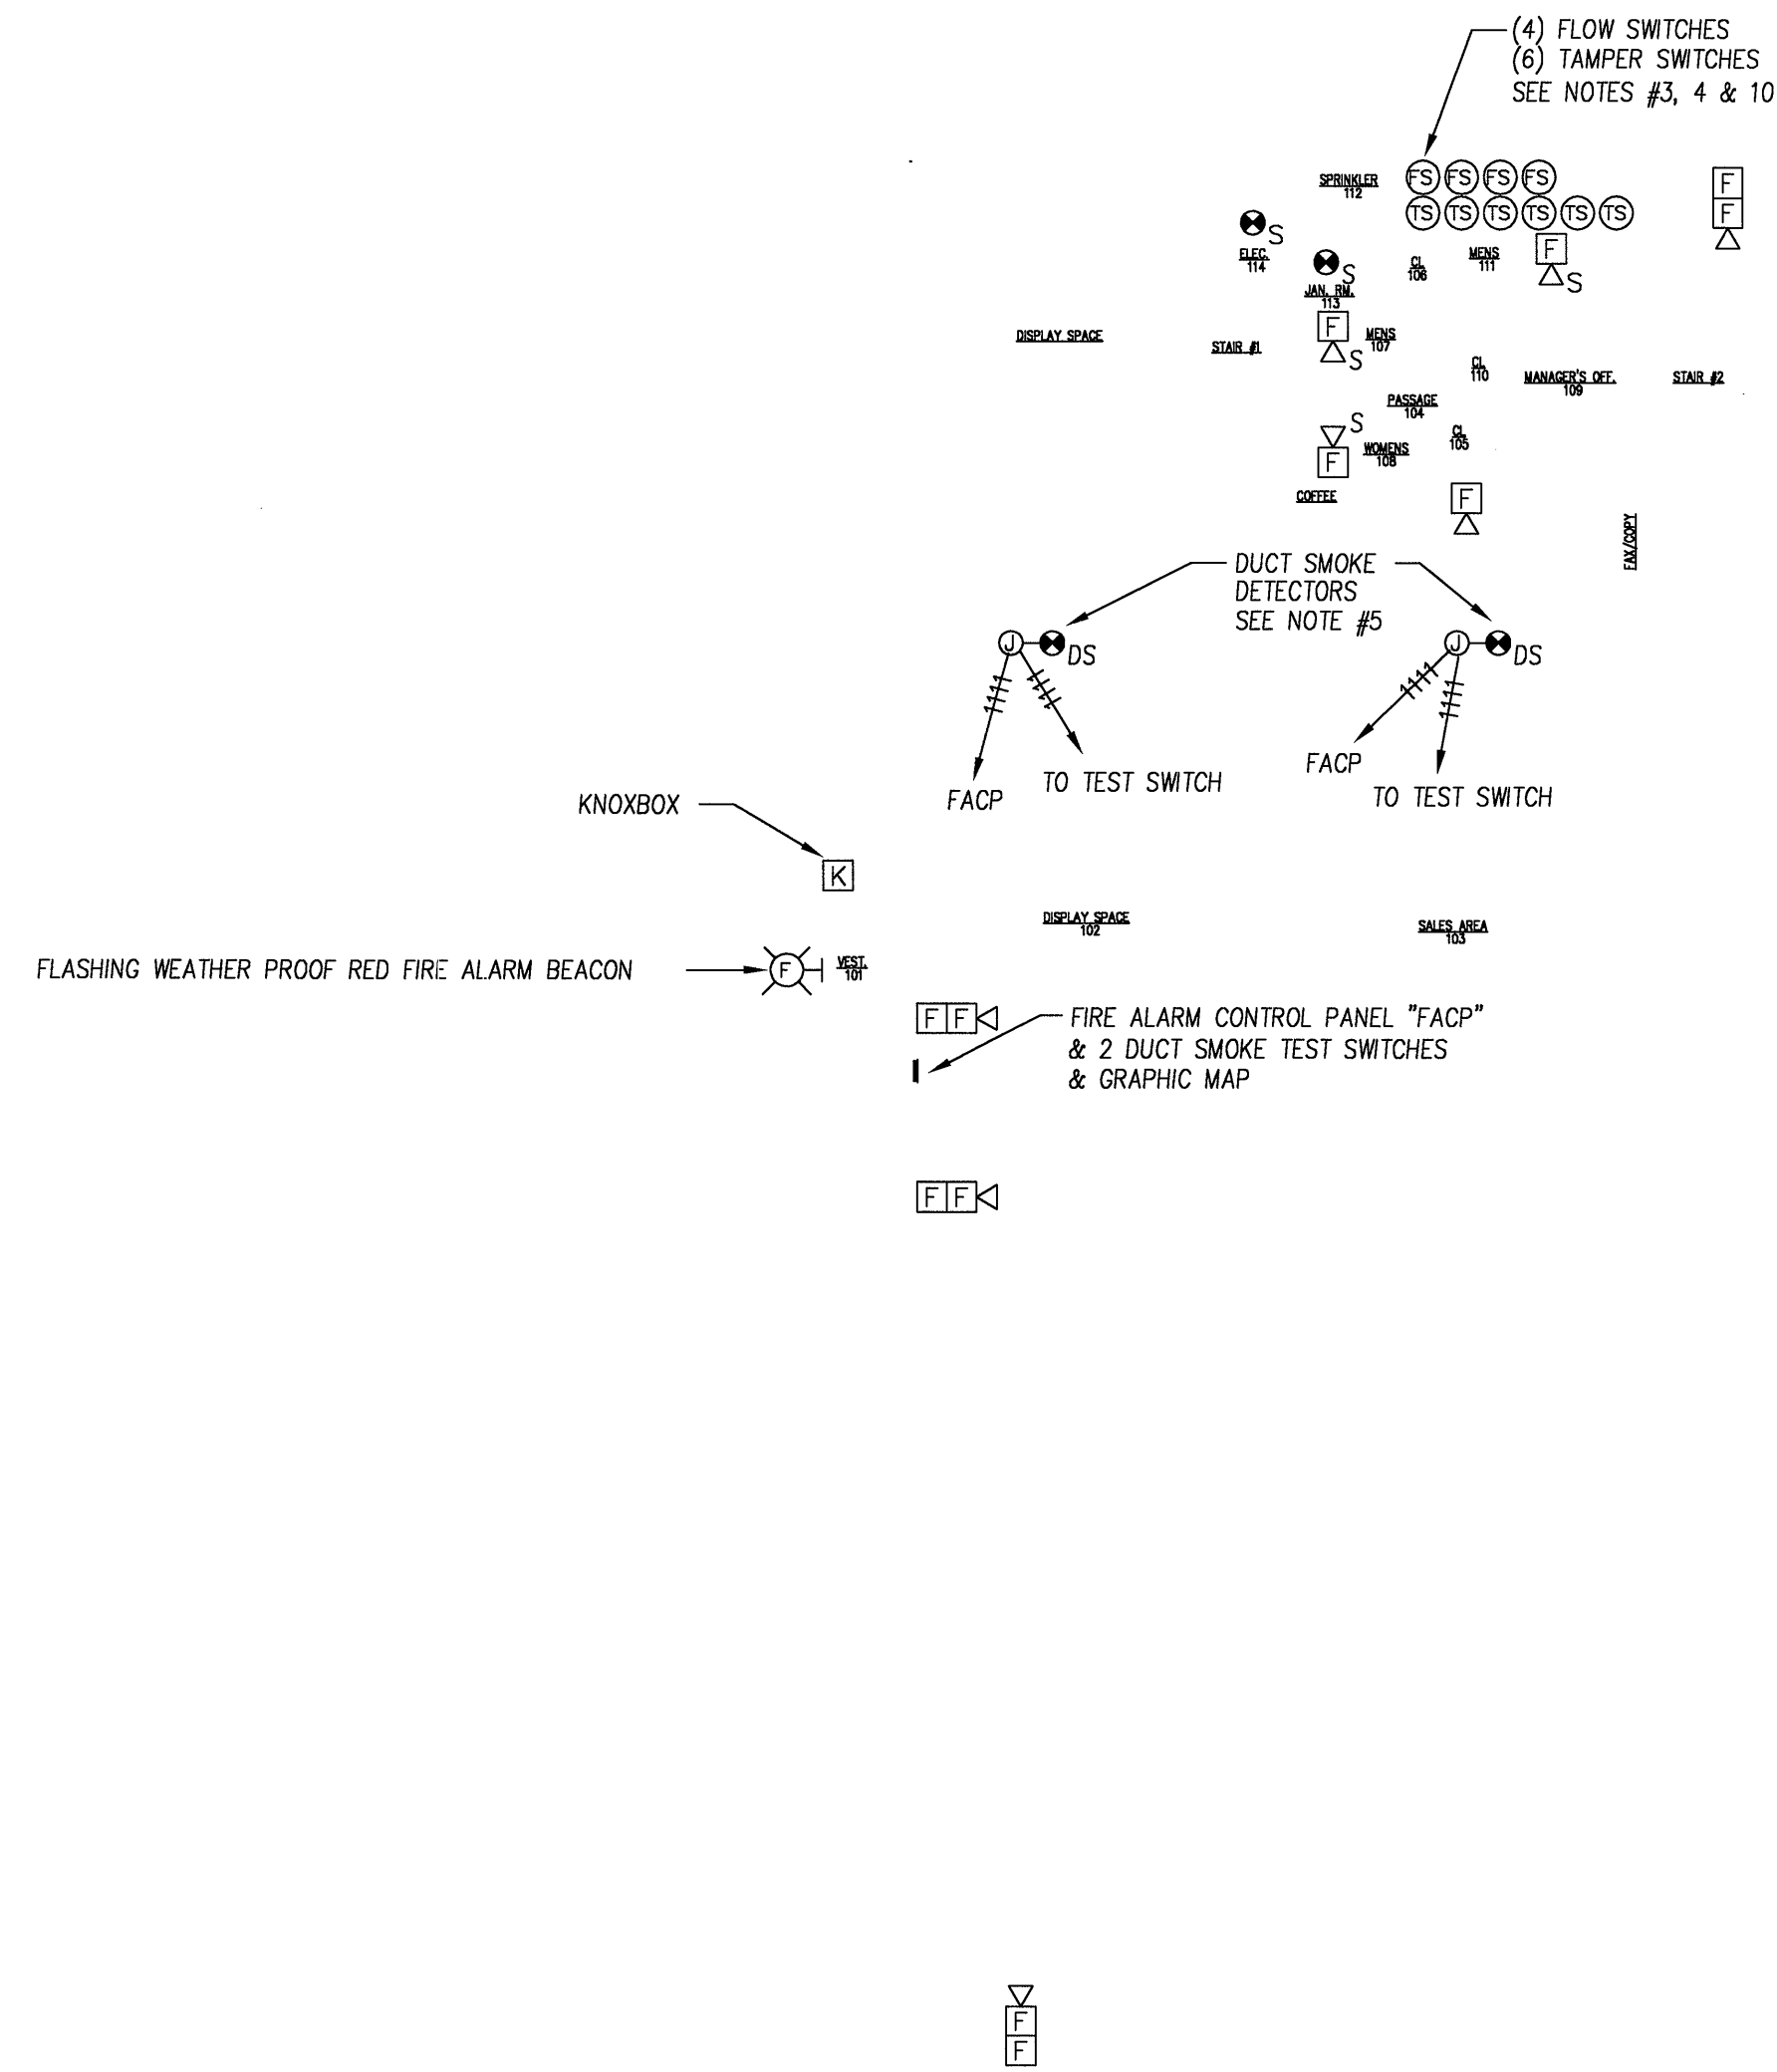 (4) FLOW SWITCHES
(6) TAMPER SWITCHES
SEE NOTES #3, 4 & 10
SPRINKLER
112
FS FS FS FS
TS TS TS TS TS TS
F
F
S
ELEC.
114
S
JAN. RM.
113
CL
106
MENS
111
F
S
DISPLAY SPACE
STAIR #1
F
S
MENS
107
CL
110
MANAGER'S OFF.
109
STAIR #2
PASSAGE
104
S
F
WOMENS
108
CL
105
COFFEE
F
FAX/COPY
DUCT SMOKE
DETECTORS
SEE NOTE #5
J DS
J DS
FACP
TO TEST SWITCH
FACP
TO TEST SWITCH
KNOXBOX
K
DISPLAY SPACE
102
SALES AREA
103
FLASHING WEATHER PROOF RED FIRE ALARM BEACON
F
VEST.
101
F F
FIRE ALARM CONTROL PANEL "FACP"
& 2 DUCT SMOKE TEST SWITCHES
& GRAPHIC MAP
F F
F
F